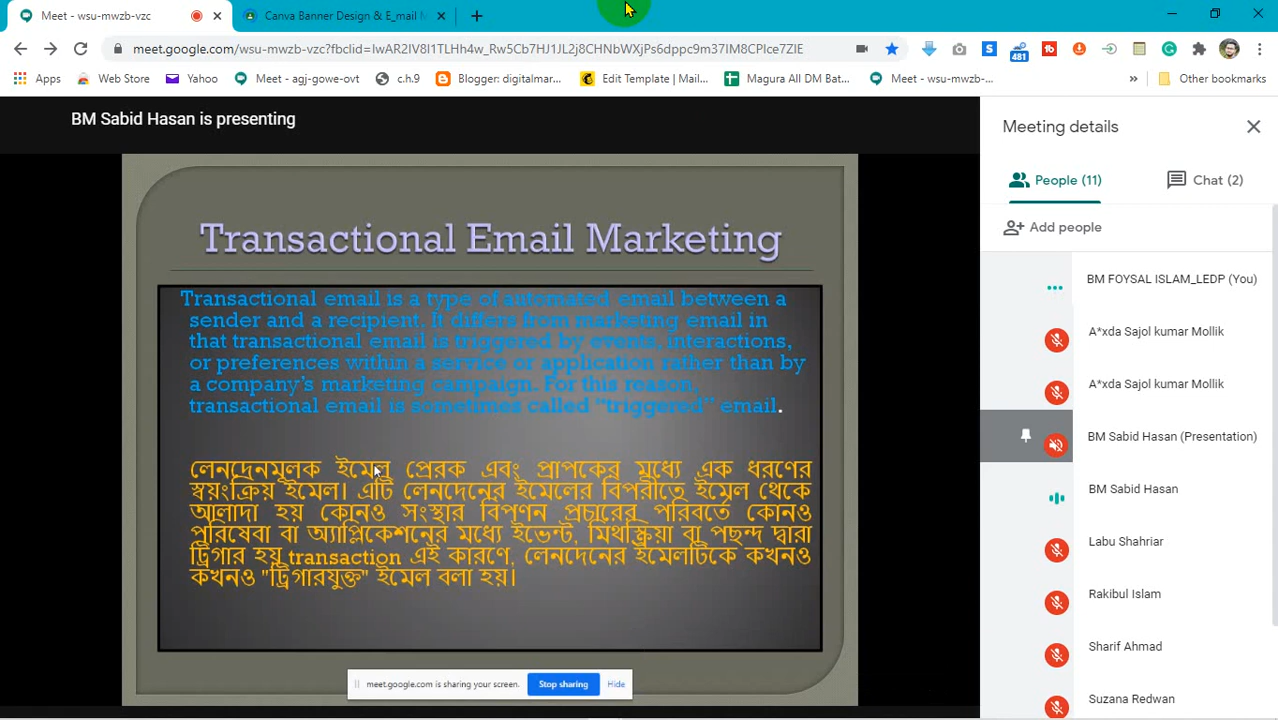 Meet - wsu-mwzb-vzc
Canva Banner Design & E_mail M
meet.google.com/wsu-mwzb-vzc?fbclid=IwAR2IV8I1TLHh4w_Rw5Cb7HJ1JL2j8CHNbWXjPs6dppc9m37IM8CPIce7ZIE
481
Apps
Web Store
Yahoo
Meet - agj-gowe-ovt
c.h.9
Blogger: digitalmar...
Edit Template | Mail...
Magura All DM Bat...
Meet - wsu-mwzb-...
Other bookmarks
BM Sabid Hasan is presenting
Transactional Email Marketing
Transactional email is a type of automated email between a
sender and a recipient. It differs from marketing email in
that transactional email is triggered by events, interactions,
or preferences within a service or application rather than by
a company's marketing campaign. For this reason,
transactional email is sometimes called "triggered" email.
লেনদেনমূলক ইমেল প্রেরক এবং প্রাপকের মধ্যে এক ধরণের
স্বয়ংক্রিয় ইমেল। এটি লেনদেনের ইমেলের বিপরীতে ইমেল থেকে
আলাদা হয় কোনও সংস্থার বিপণন প্রচারের পরিবর্তে কোনও
পরিষেবা বা অ্যাপ্লিকেশনের মধ্যে ইভেন্ট, মিথস্ক্রিয়া বা পছন্দ দ্বারা
ট্রিগার হয় transaction এই কারণে, লেনদেনের ইমেলটিকে কখনও
কখনও "ট্রিগারযুক্ত" ইমেল বলা হয়।
meet.google.com is sharing your screen.
Stop sharing
Hide
Meeting details
People (11)
Chat (2)
Add people
BM FOYSAL ISLAM_LEDP (You)
A*xda Sajol kumar Mollik
A*xda Sajol kumar Mollik
BM Sabid Hasan (Presentation)
BM Sabid Hasan
Labu Shahriar
Rakibul Islam
Sharif Ahmad
Suzana Redwan